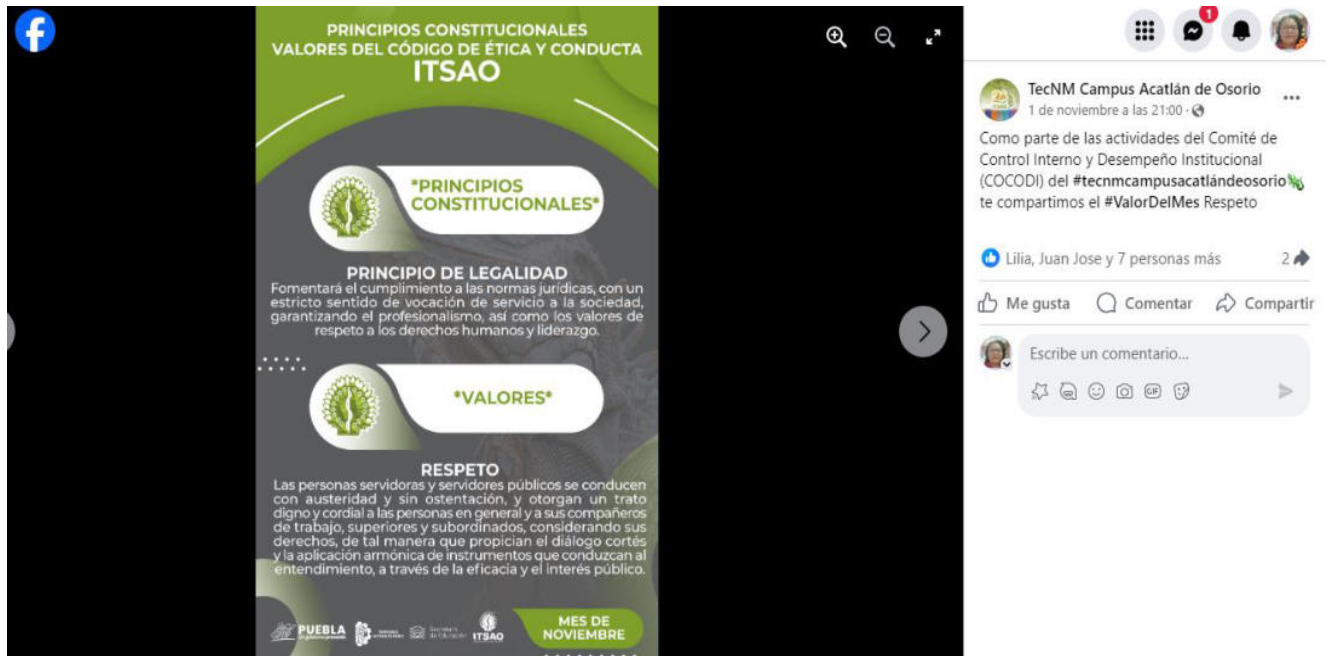 PRINCIPIOS CONSTITUCIONALES
VALORES DEL CÓDIGO DE ÉTICA Y CONDUCTA
ITSAO
*PRINCIPIOS
CONSTITUCIONALES*
PRINCIPIO DE LEGALIDAD
Fomentará el cumplimiento a las normas jurídicas, con un
estricto sentido de vocación de servicio a la sociedad,
garantizando el profesionalismo, así como los valores de
respeto a los derechos humanos y liderazgo.
*VALORES*
RESPETO
Las personas servidoras y servidores públicos se conducen
con austeridad y sin ostentación, y otorgan un trato
digno y cordial a las personas en general y a sus compañeros
de trabajo, superiores y subordinados, considerando sus
derechos, de tal manera que propician el diálogo cortés
y la aplicación armónica de instrumentos que conduzcan al
entendimiento, a través de la eficacia y el interés público.
PUEBLA
ITSAO
MES DE
NOVIEMBRE
1
TecNM Campus Acatlán de Osorio
1 de noviembre a las 21:00 ·
Como parte de las actividades del Comité de
Control Interno y Desempeño Institucional
(COCODI) del #tecnmcampusacatlándeosorio
te compartimos el #ValorDelMes Respeto
Lilia, Juan Jose y 7 personas más 2
Me gusta Comentar Compartir
Escribe un comentario...
GIF